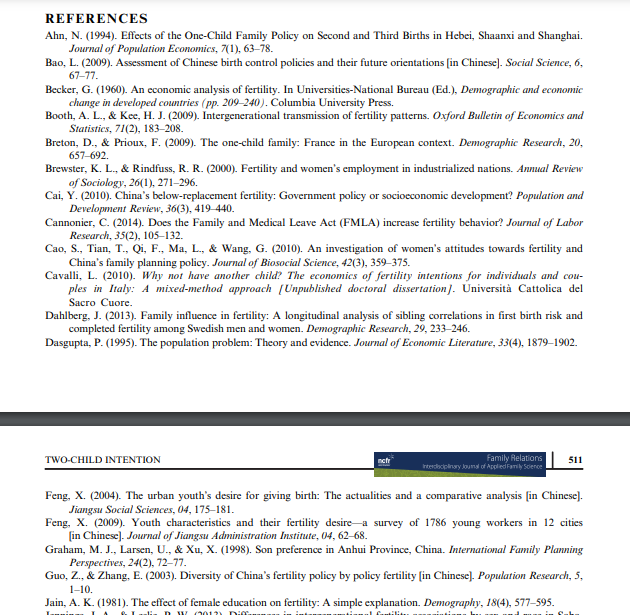 REFERENCES
Ahn, N. (1994). Effects of the One-Child Family Policy on Second and Third Births in Hebei, Shaanxi and Shanghai.
Journal of Population Economics, 7(1), 63–78.
Bao, L. (2009). Assessment of Chinese birth control policies and their future orientations [in Chinese]. Social Science, 6,
67–77.
Becker, G. (1960). An economic analysis of fertility. In Universities-National Bureau (Ed.), Demographic and economic
change in developed countries (pp. 209–240). Columbia University Press.
Booth, A. L., & Kee, H. J. (2009). Intergenerational transmission of fertility patterns. Oxford Bulletin of Economics and
Statistics, 71(2), 183–208.
Breton, D., & Prioux, F. (2009). The one-child family: France in the European context. Demographic Research, 20,
657–692.
Brewster, K. L., & Rindfuss, R. R. (2000). Fertility and women's employment in industrialized nations. Annual Review
of Sociology, 26(1), 271–296.
Cai, Y. (2010). China's below-replacement fertility: Government policy or socioeconomic development? Population and
Development Review, 36(3), 419–440.
Cannonier, C. (2014). Does the Family and Medical Leave Act (FMLA) increase fertility behavior? Journal of Labor
Research, 35(2), 105–132.
Cao, S., Tian, T., Qi, F., Ma, L., & Wang, G. (2010). An investigation of women's attitudes towards fertility and
China's family planning policy. Journal of Biosocial Science, 42(3), 359–375.
Cavalli, L. (2010). Why not have another child? The economics of fertility intentions for individuals and cou-
ples in Italy: A mixed-method approach [Unpublished doctoral dissertation]. Università Cattolica del
Sacro Cuore.
Dahlberg, J. (2013). Family influence in fertility: A longitudinal analysis of sibling correlations in first birth risk and
completed fertility among Swedish men and women. Demographic Research, 29, 233–246.
Dasgupta, P. (1995). The population problem: Theory and evidence. Journal of Economic Literature, 33(4), 1879–1902.
TWO-CHILD INTENTION
ncfr
Family Relations
Interdisciplinary Journal of Applied Family Science
511
Feng, X. (2004). The urban youth's desire for giving birth: The actualities and a comparative analysis [in Chinese].
Jiangsu Social Sciences, 04, 175–181.
Feng, X. (2009). Youth characteristics and their fertility desire—a survey of 1786 young workers in 12 cities
[in Chinese]. Journal of Jiangsu Administration Institute, 04, 62–68.
Graham, M. J., Larsen, U., & Xu, X. (1998). Son preference in Anhui Province, China. International Family Planning
Perspectives, 24(2), 72–77.
Guo, Z., & Zhang, E. (2003). Diversity of China's fertility policy by policy fertility [in Chinese]. Population Research, 5,
1–10.
Jain, A. K. (1981). The effect of female education on fertility: A simple explanation. Demography, 18(4), 577–595.